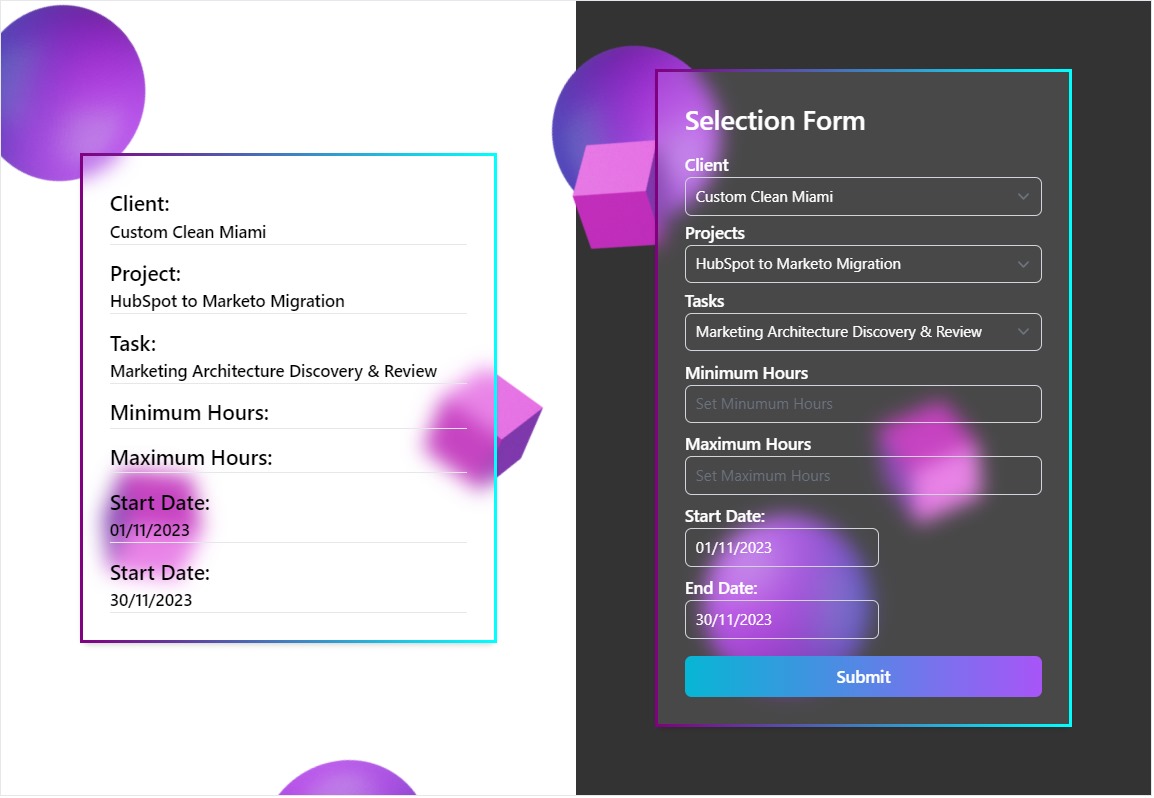 Client:
Custom Clean Miami
Project:
HubSpot to Marketo Migration
Task:
Marketing Architecture Discovery & Review
Minimum Hours:
Maximum Hours:
Start Date:
01/11/2023
Start Date:
30/11/2023
Selection Form
Client
Custom Clean Miami
Projects
HubSpot to Marketo Migration
Tasks
Marketing Architecture Discovery & Review
Minimum Hours
Set Minumum Hours
Maximum Hours
Set Maximum Hours
Start Date:
01/11/2023
End Date:
30/11/2023
Submit